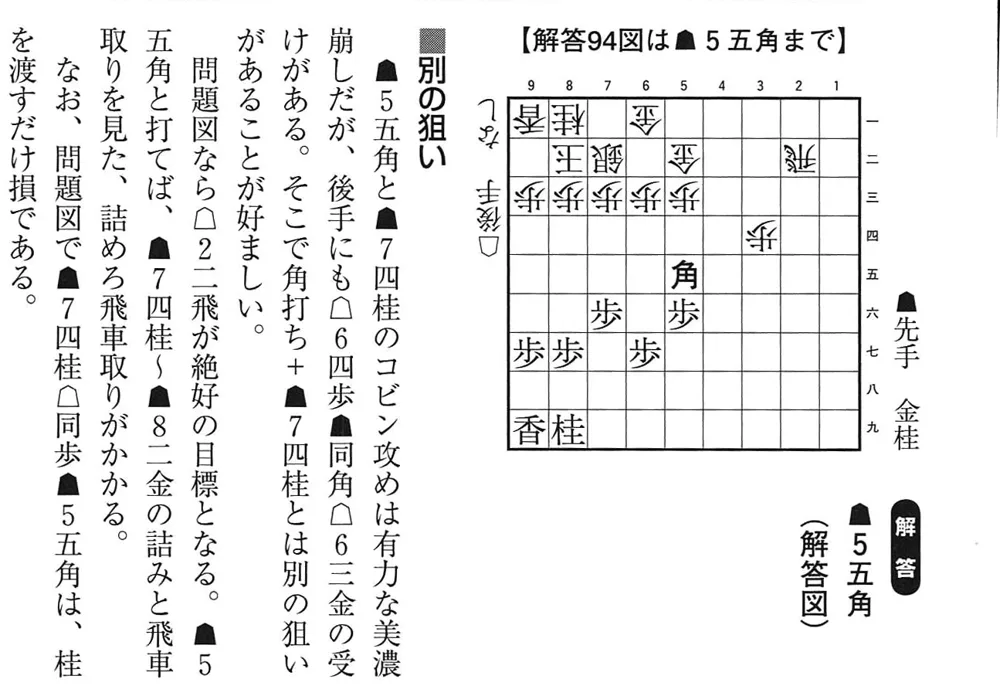 解答
▲5五角
(解答図)
【解答94図は▲5五角まで】
▲先手 金桂
9 8 7 6 5 4 3 2 1
香 桂 金 一
王 銀 金 飛 二
歩 歩 歩 歩 歩 三
歩 四
角 五
歩 歩 六
歩 歩 歩 七
八
香 桂 九
△後手 なし
■別の狙い
▲5五角と▲7四桂のコビン攻めは有力な美濃
崩しだが、後手にも△6四歩▲同角△6三金の受
けがある。そこで角打ち+▲7四桂とは別の狙い
があることが好ましい。
問題図なら△2二飛が絶好の目標となる。▲5
五角と打てば、▲7四桂~▲8二金の詰みと飛車
取りを見た、詰めろ飛車取りがかかる。
なお、問題図で▲7四桂△同歩▲5五角は、桂
を渡すだけ損である。